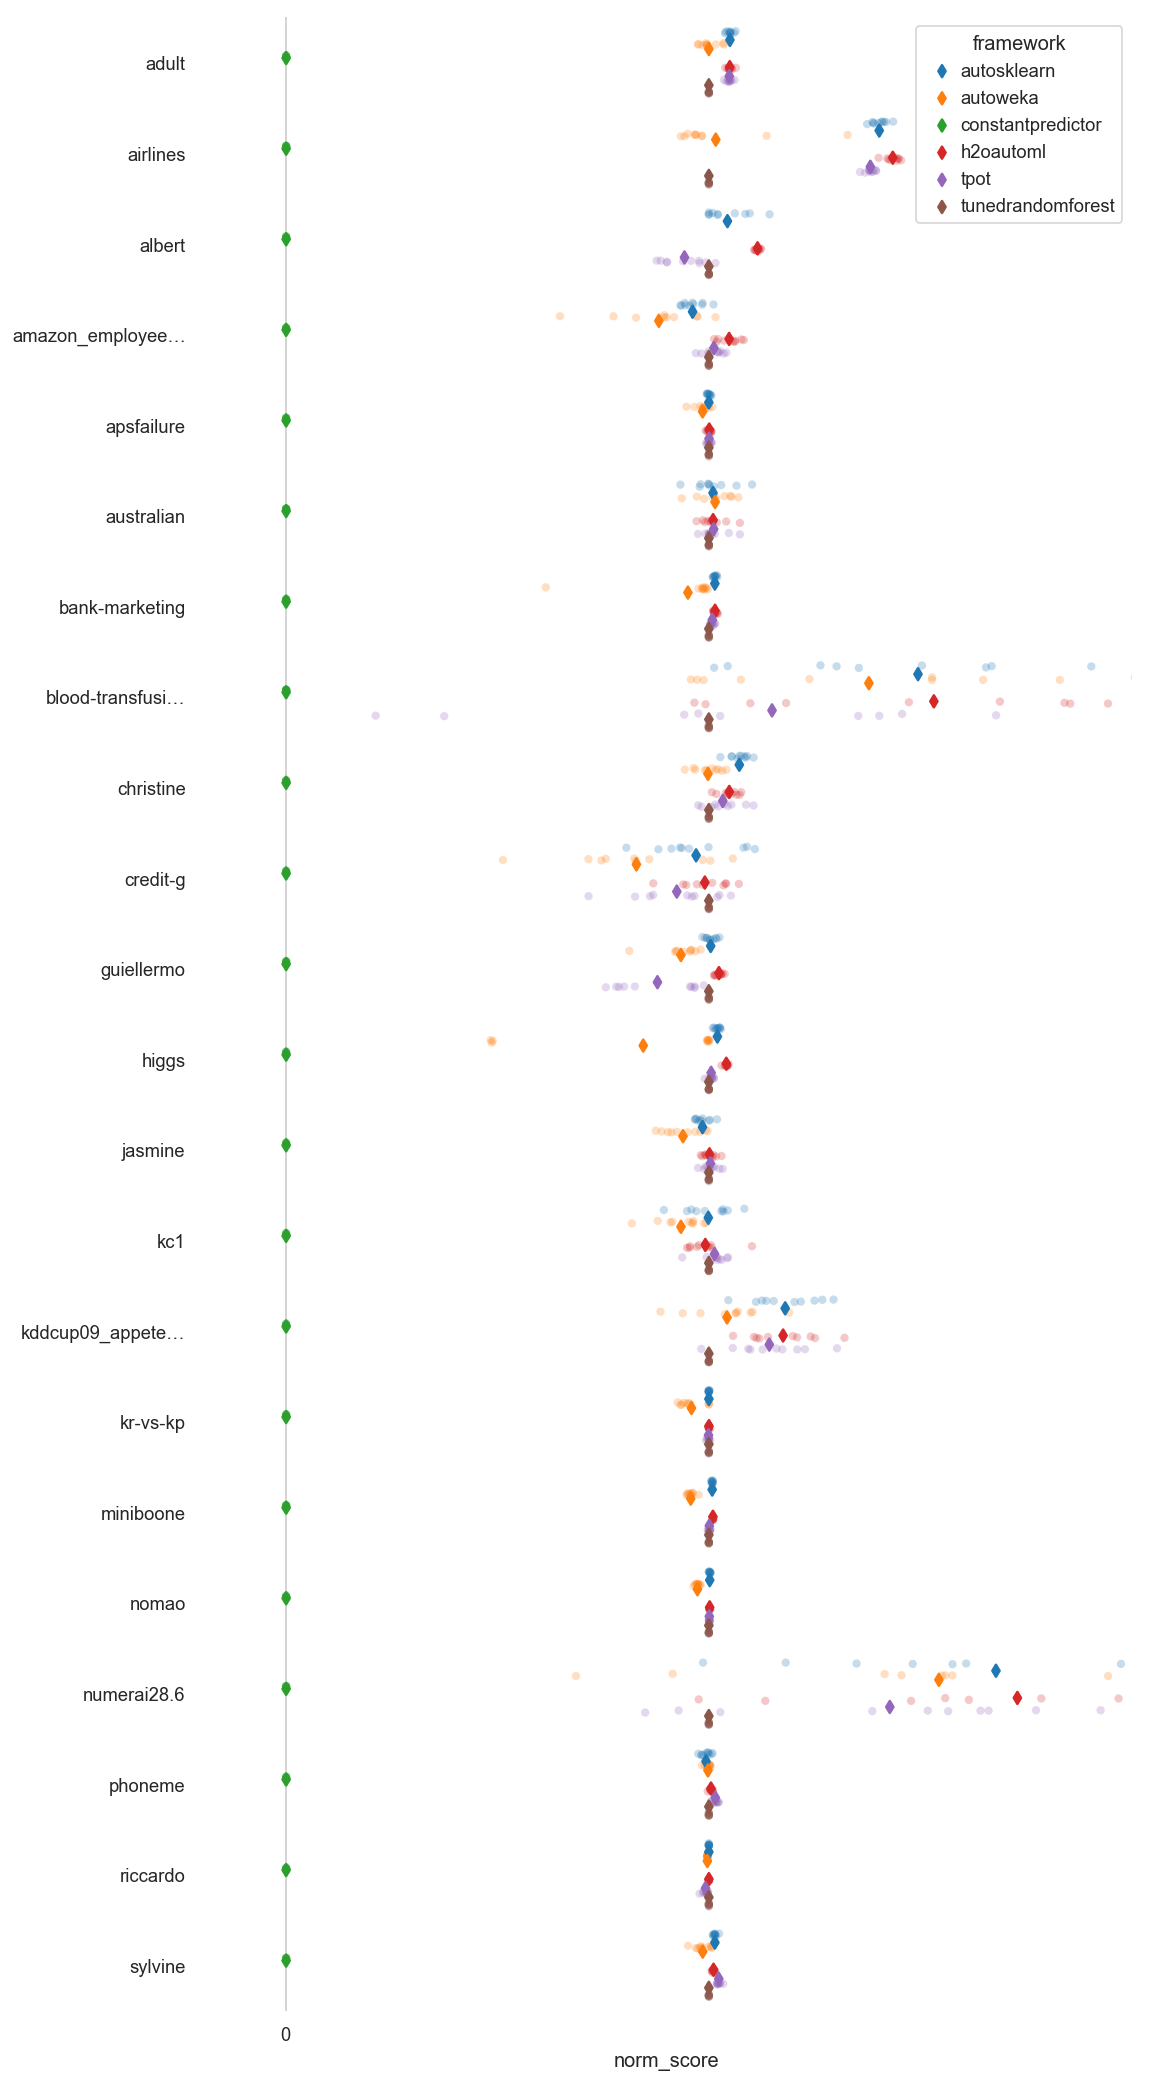 framework
autosklearn
autoweka
constantpredictor
h2oautoml
tpot
tunedrandomforest
adult
airlines
albert
amazon_employee…
apsfailure
australian
bank-marketing
blood-transfusi…
christine
credit-g
guiellermo
higgs
jasmine
kc1
kddcup09_appete…
kr-vs-kp
miniboone
nomao
numerai28.6
phoneme
riccardo
sylvine
0
norm_score